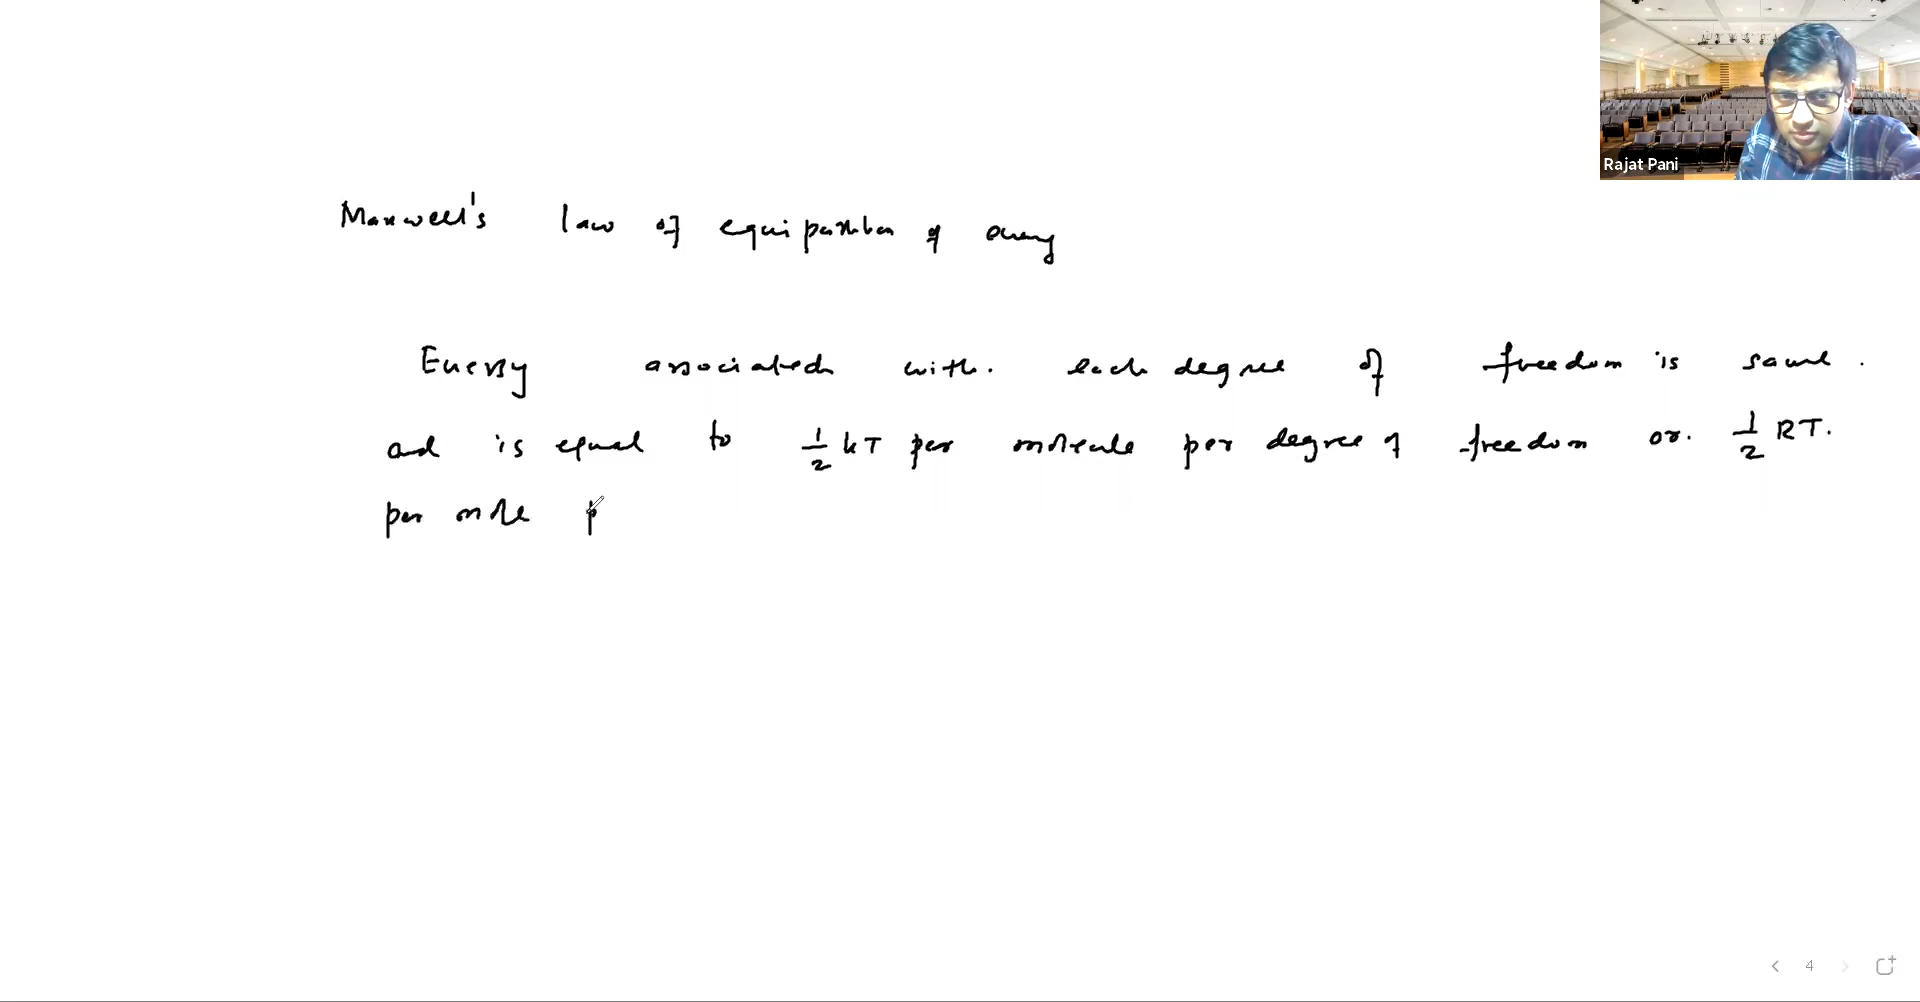 Rajat Pani
Maxwell's law of equipartition of energy
Energy associated with. each degree of freedom is same.
and is equal to 1/2 kT per molecule per degree of freedom or. 1/2 RT.
per mole p
4